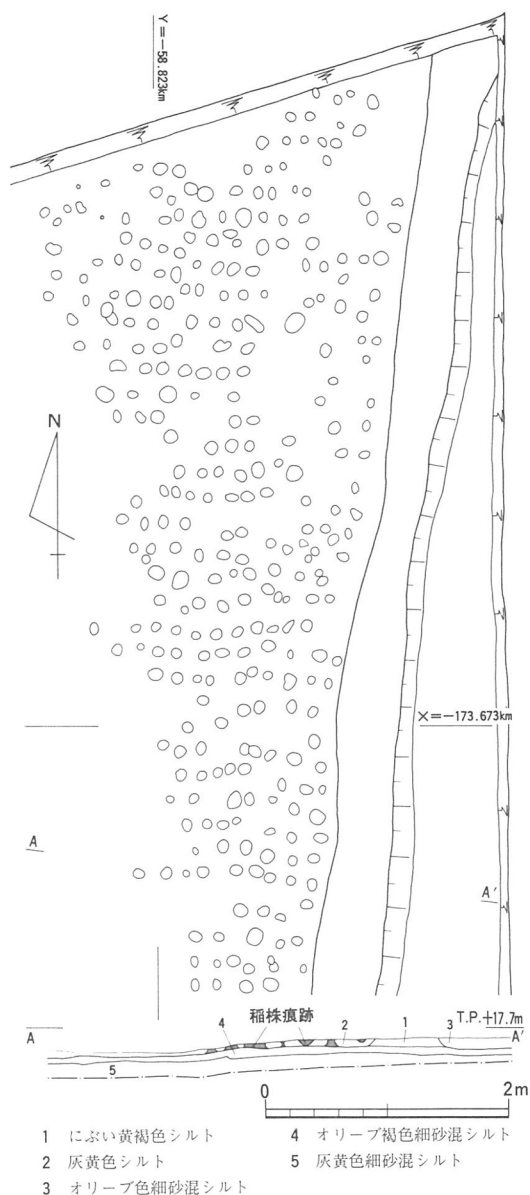 Y=-58.823km
N
X=-173.673km
A
A'
稲株痕跡
T.P.+17.7m
A
4
2
1
3
A'
5
0
2m
1 にぶい黄褐色シルト
2 灰黄色シルト
3 オリーブ色細砂混シルト
4 オリーブ褐色細砂混シルト
5 灰黄色細砂混シルト